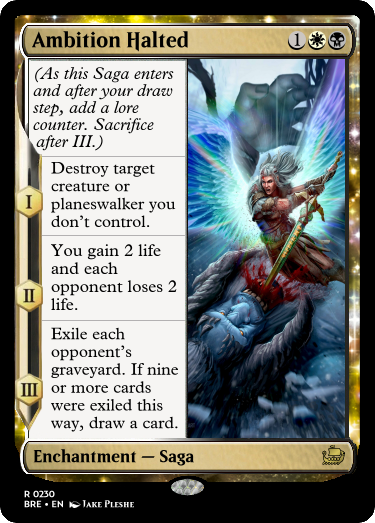 Ambition Halted 1
(As this Saga enters
and after your draw
step, add a lore
counter. Sacrifice
after III.)
I
Destroy target
creature or
planeswalker you
don't control.
II
You gain 2 life
and each
opponent loses 2
life.
III
Exile each
opponent's
graveyard. If nine
or more cards
were exiled this
way, draw a card.
Enchantment — Saga
R 0230
BRE • EN Jake Pleshe